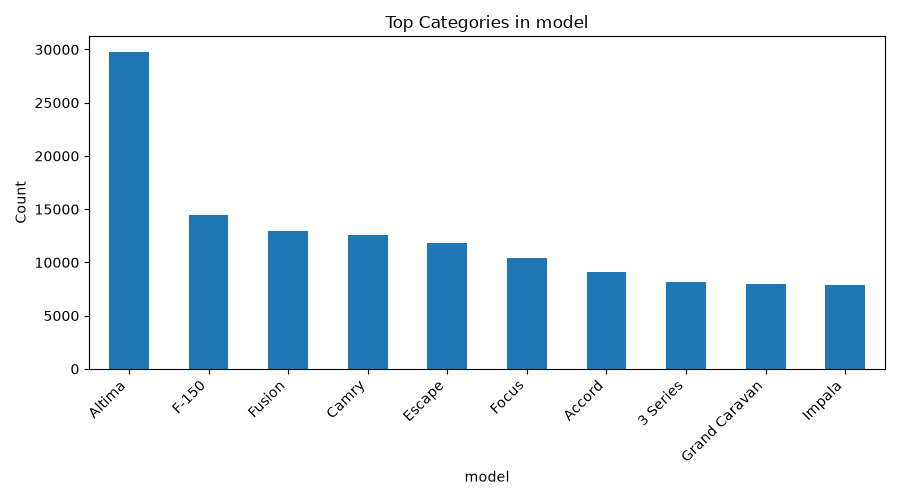 Top Categories in model
30000
25000
20000
15000
10000
5000
0
Count
Altima
F-150
Fusion
Camry
Escape
Focus
Accord
3 Series
Grand Caravan
Impala
model